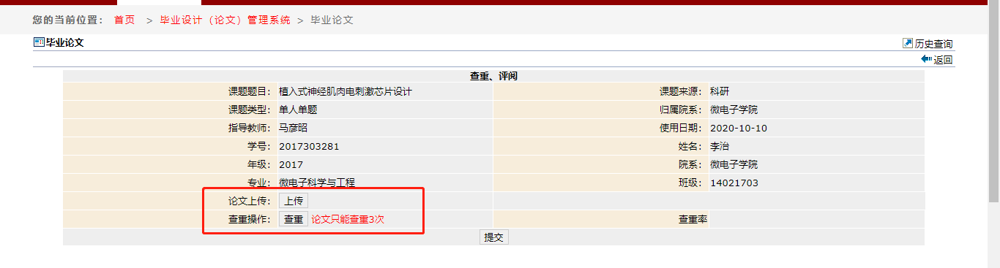 您的当前位置： 首页 > 毕业设计（论文）管理系统 > 毕业论文
毕业论文 历史查询
返回
查重、评阅
课题题目： 植入式神经肌肉电刺激芯片设计 课题来源： 科研
课题类型： 单人单题 归属院系： 微电子学院
指导教师： 马彦昭 使用日期： 2020-10-10
学号： 2017303281 姓名： 李治
年级： 2017 院系： 微电子学院
专业： 微电子科学与工程 班级： 14021703
论文上传： 上传
查重操作： 查重 论文只能查重3次 查重率
提交